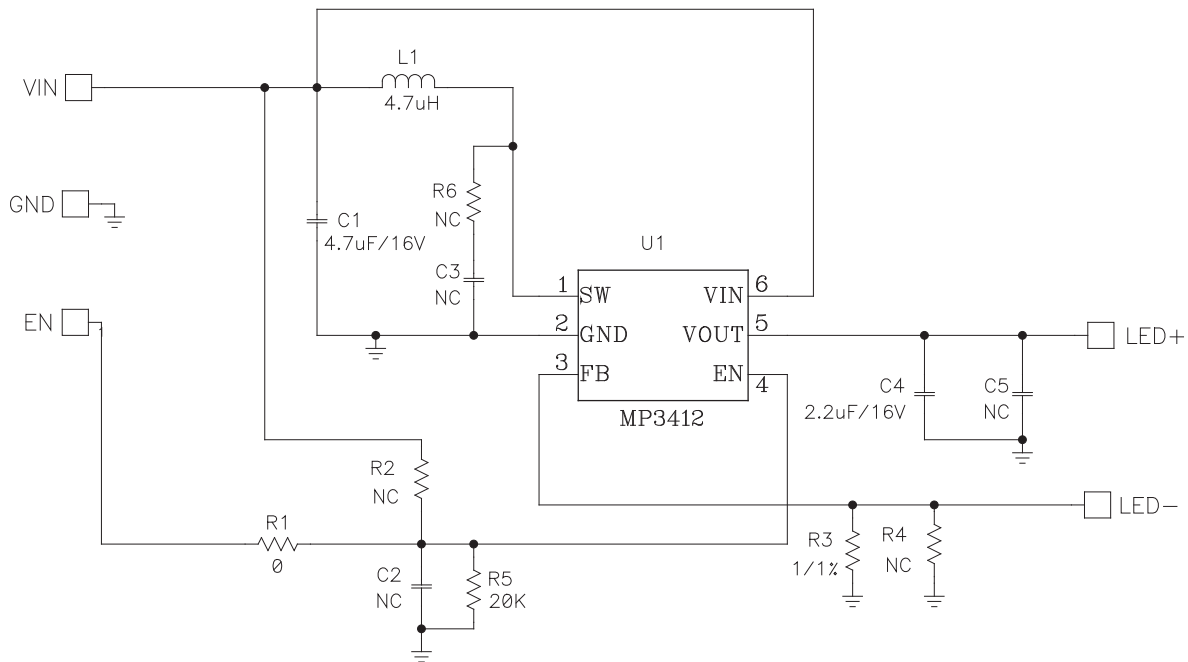 L1
VIN
4.7uH
R6
NC
GND
C1
4.7uF/16V
U1
C3
NC
1
SW
VIN
6
EN
2
GND
VOUT
5
LED+
3
FB
EN
4
C4
2.2uF/16V
C5
NC
MP3412
R2
NC
LED-
R1
0
R3
1/1%
R4
NC
C2
NC
R5
20K